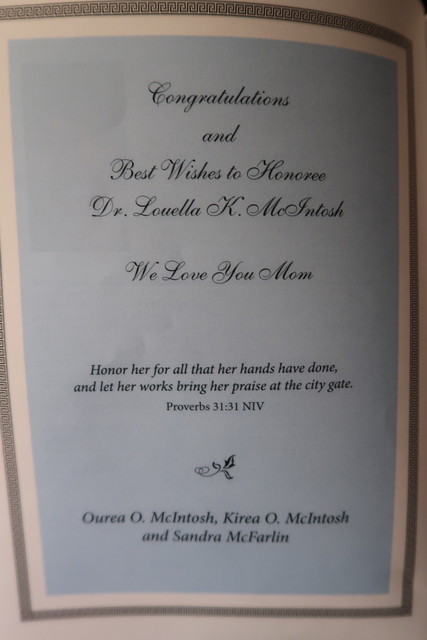 Congratulations
and
Best Wishes to Honoree
Dr. Louella K. McIntosh
We Love You Mom
Honor her for all that her hands have done,
and let her works bring her praise at the city gate.
Proverbs 31:31 NIV
Ourea O. McIntosh, Kirea O. McIntosh
and Sandra McFarlin